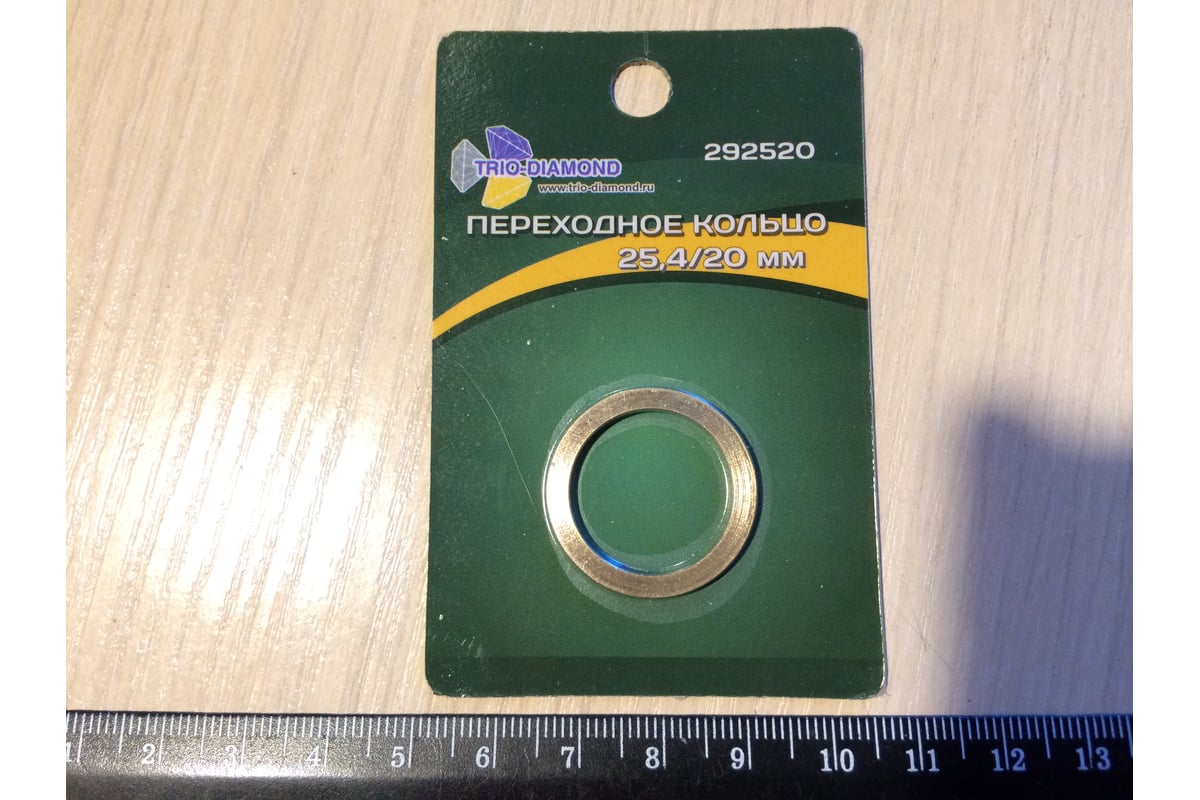 292520
TRIO-DIAMOND
www.trio-diamond.ru
ПЕРЕХОДНОЕ КОЛЬЦО
25,4/20 мм
1 2 3 4 5 6 7 8 9 10 11 12 13